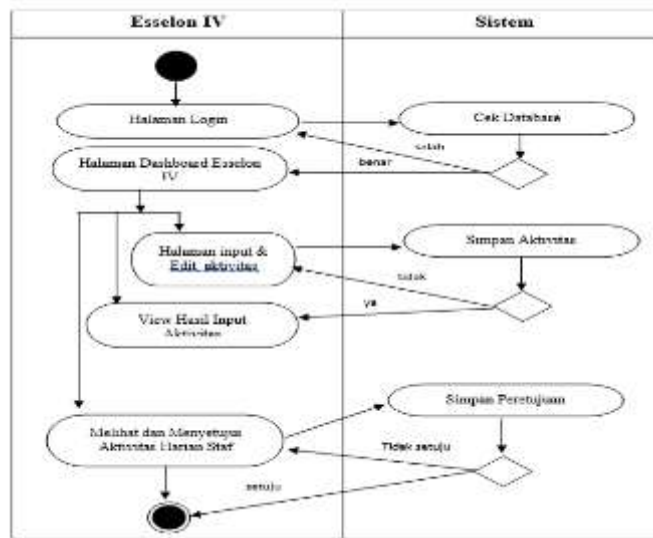 Esselon IV
Sistem
Halaman Login
Cek Database
salah
benar
Halaman Dashboard Esselon
IV
Halaman input &
Edit aktivitas
Simpan Aktivitas
tidak
ya
View Hasil Input
Aktivitas
Simpan Peretujuan
Melihat dan Menyetujui
Aktivitas Harian Staf
Tidak setuju
setuju